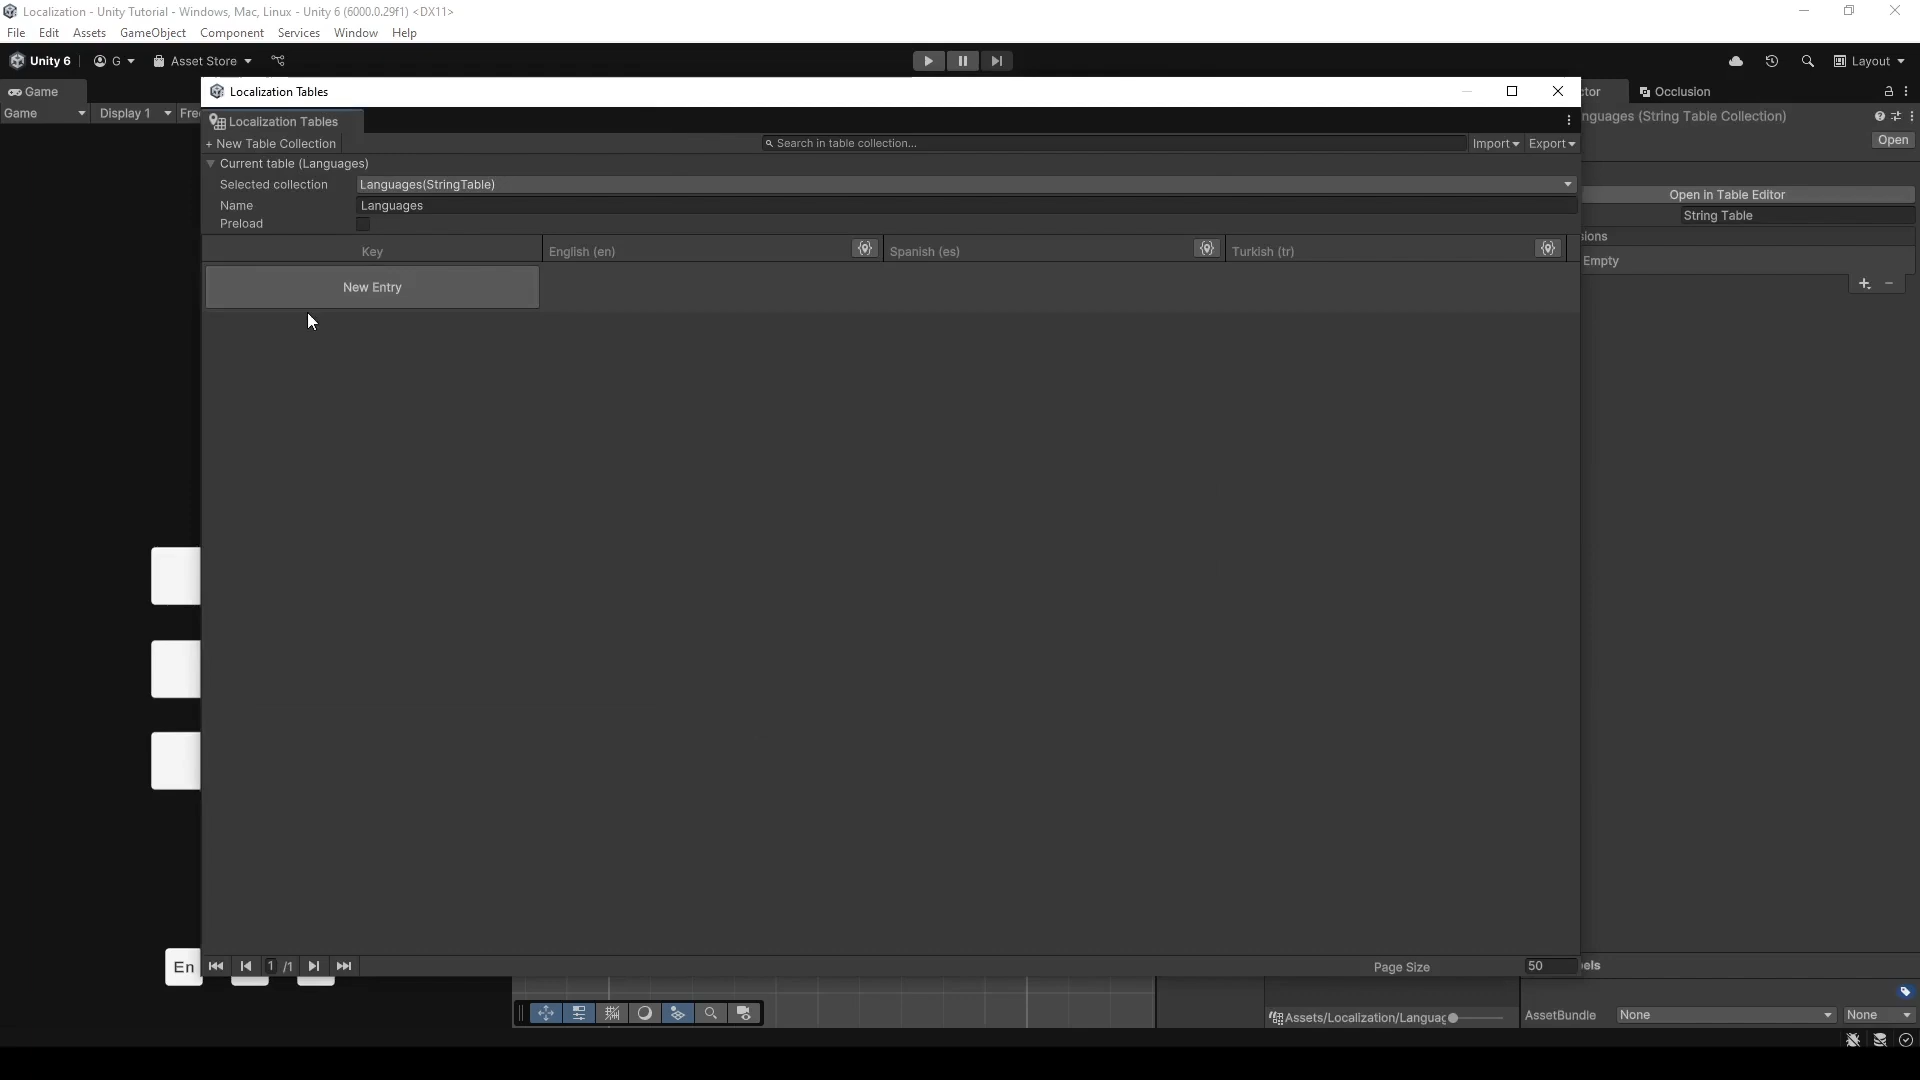 Localization - Unity Tutorial - Windows, Mac, Linux - Unity 6 (6000.0.29f1) <DX11>
File Edit Assets GameObject Component Services Window Help
Unity 6 G Asset Store Layout
Game Localization Tables Occlusion
Game Display 1 Fre Localization Tables nguages (String Table Collection)
+ New Table Collection Search in table collection... Import Export Open
Current table (Languages)
Selected collection Languages(StringTable) Open in Table Editor
Name Languages String Table
Preload
Key English (en) Spanish (es) Turkish (tr)
Empty
New Entry
En 1 /1 Page Size 50
Assets/Localization/Languag AssetBundle None None